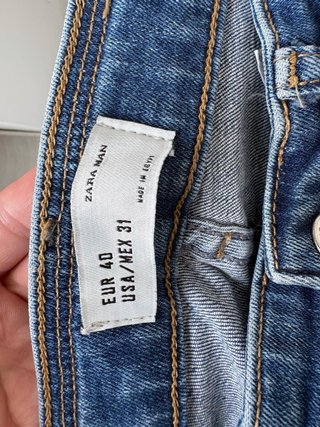 ZARA MAN
MADE IN EGYPT
EUR 40
USA/MEX 31